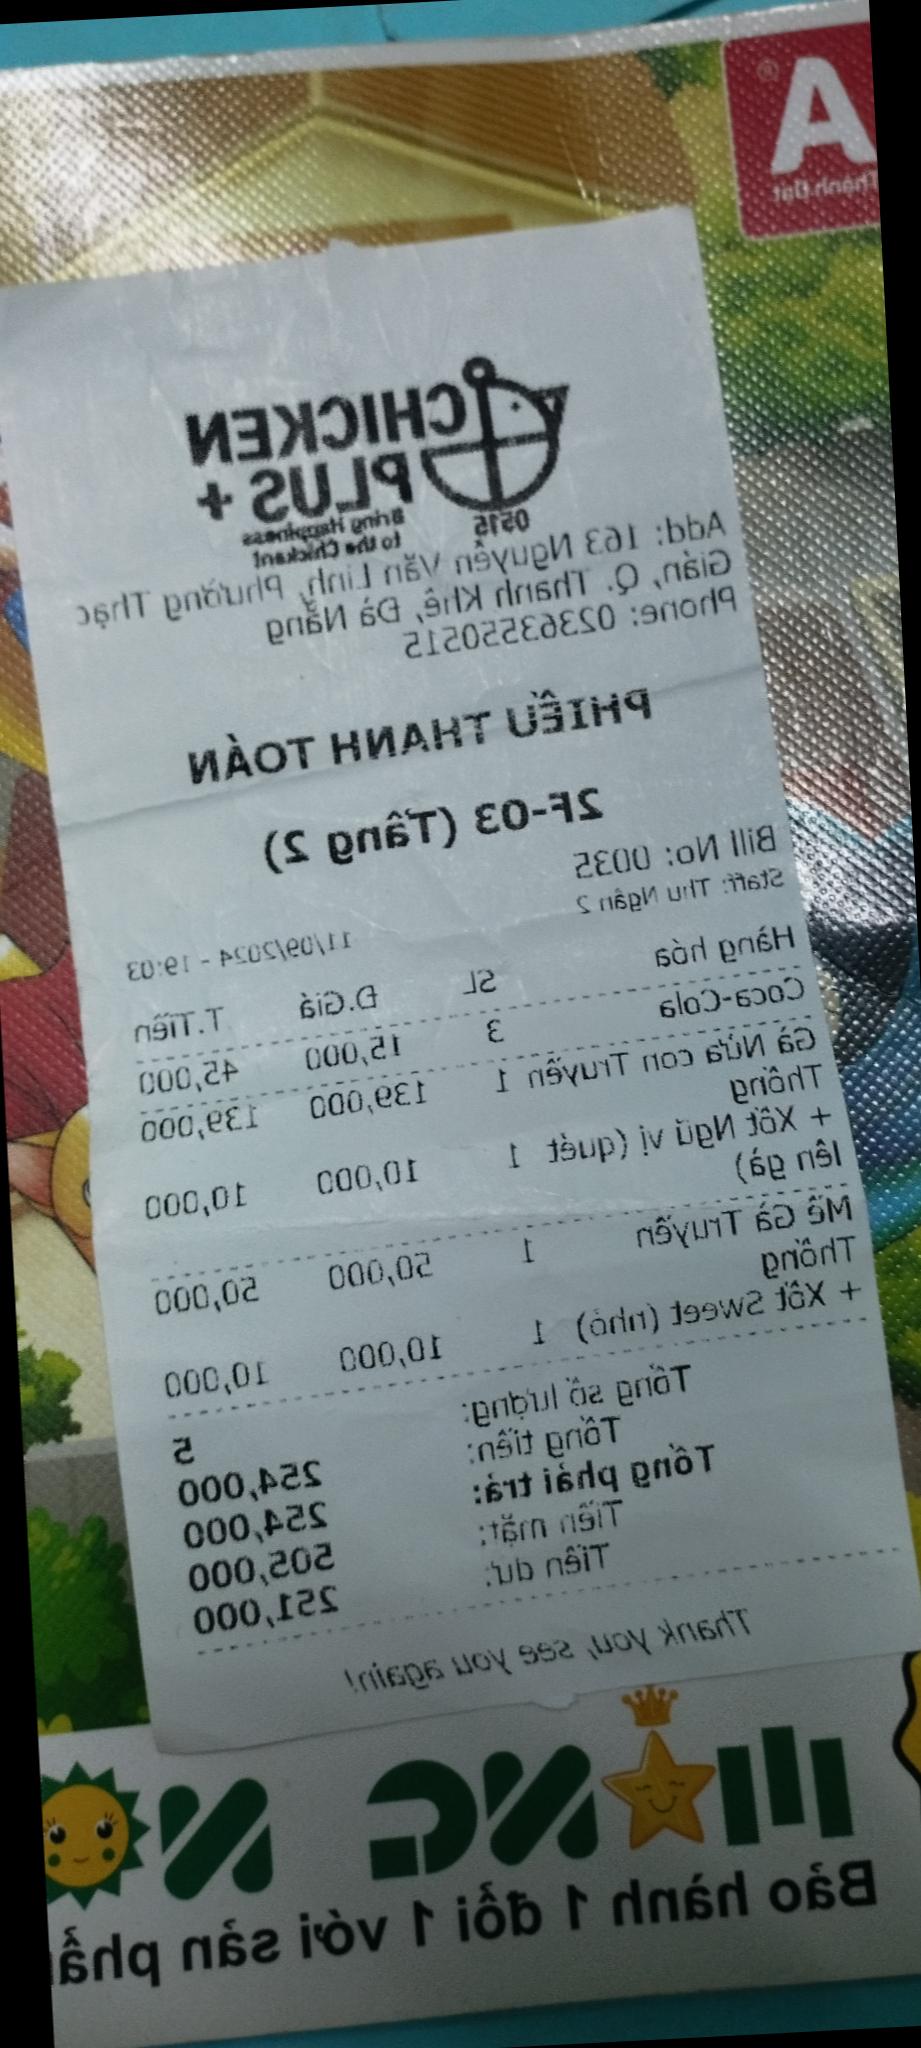 A
®
Thành Đạt
CHICKEN
PLUS +
Bring Happiness
to the Chickent
0515
Add: 163 Nguyễn Văn Linh, Phường Thạc
Gián, Q. Thanh Khê, Đà Nẵng
Phone: 02363550515
PHIẾU THANH TOÁN
2F-03 (Tầng 2)
Bill No: 0035
Staff: Thu Ngân 2
11/09/2024 - 19:03
Hàng hóa SL Đ.Giá T.Tiền
Coca-Cola 3 15,000 45,000
Gà Nửa con Truyền 1 139,000 139,000
Thống
+ Xốt Ngũ vị (quét 1 10,000 10,000
lên gà)
Mề Gà Truyền 1 50,000 50,000
Thống
+ Xốt Sweet (nhỏ) 1 10,000 10,000
Tổng số lượng: 5
Tổng tiền: 254,000
Tổng phải trả: 254,000
Tiền mặt: 505,000
Tiền dư: 251,000
Thank you, see you again!
Bảo hành 1 đổi 1 với sản phẩ